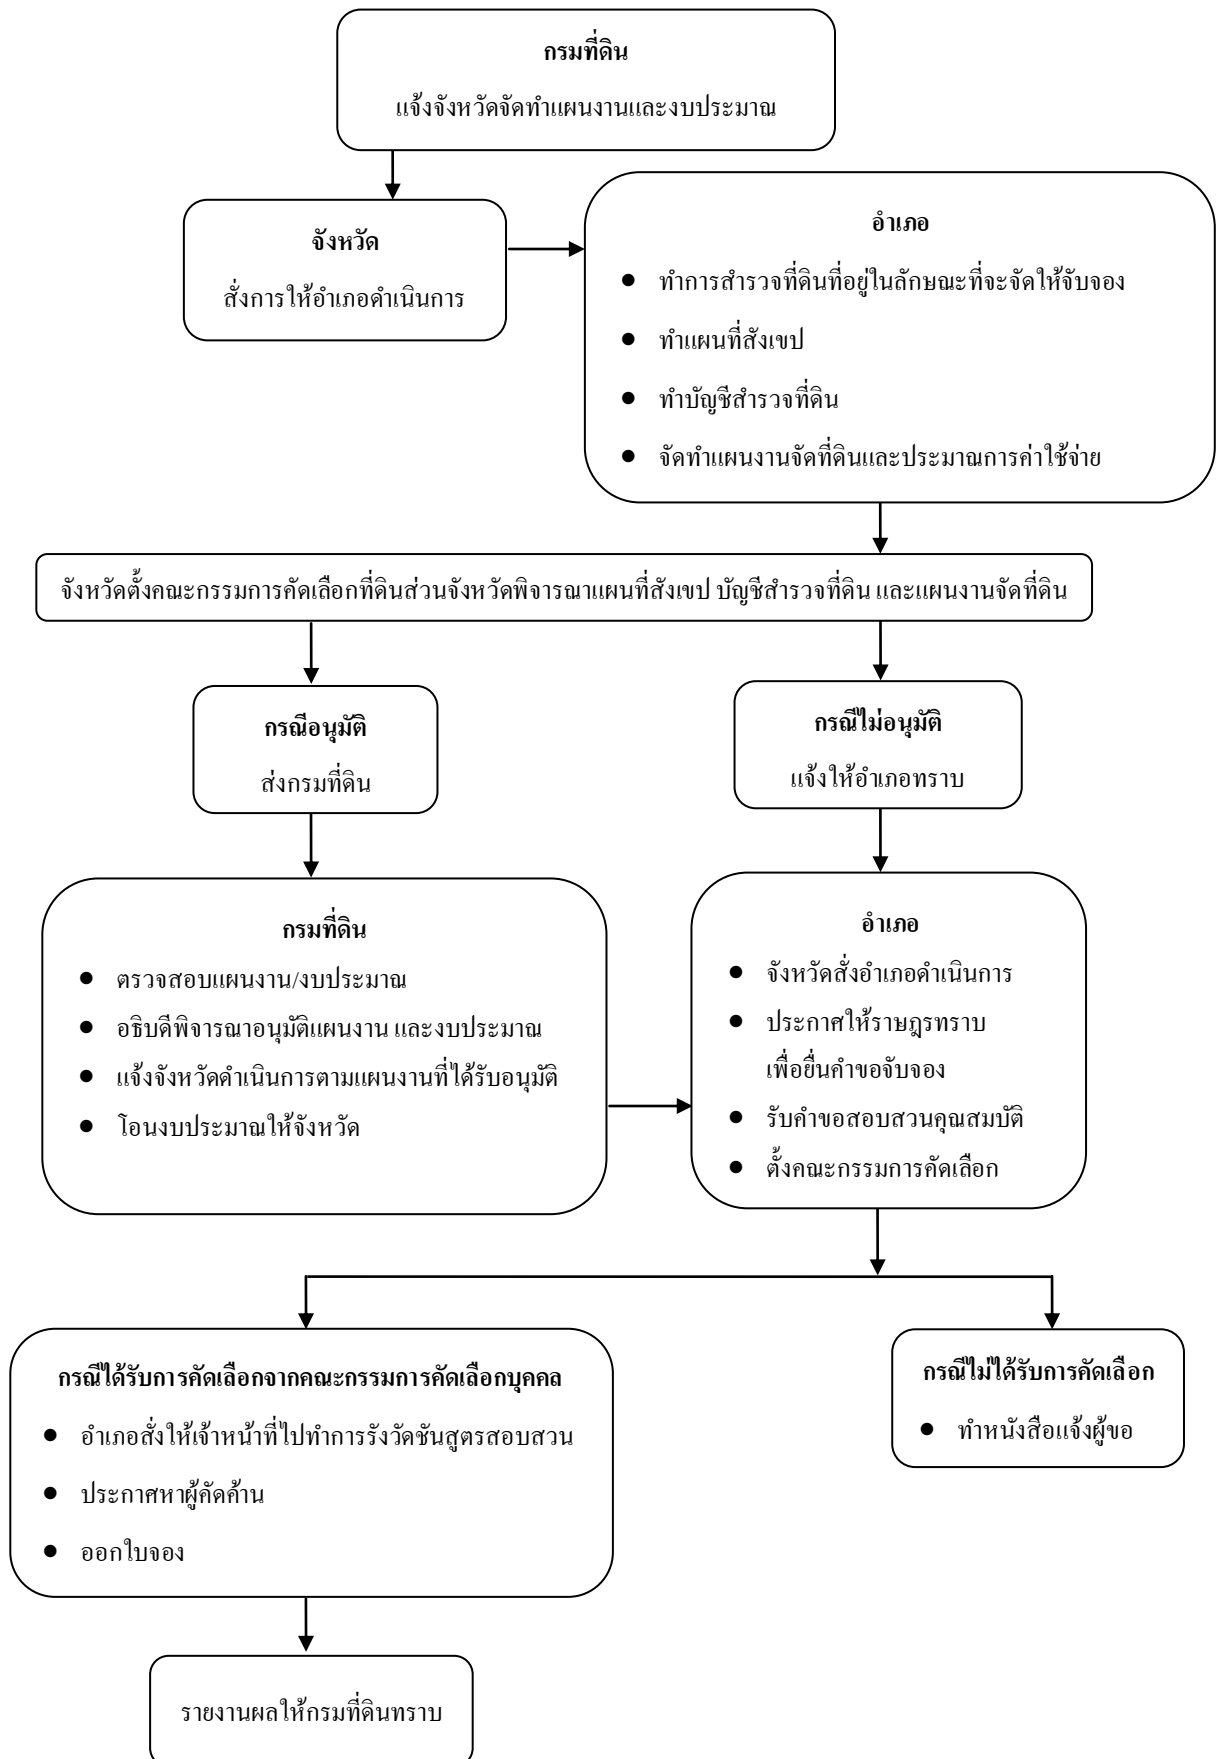 กรมที่ดิน
แจ้งจังหวัดจัดทำแผนงานและงบประมาณ
จังหวัด
สั่งการให้อำเภอดำเนินการ
อำเภอ
● ทำการสำรวจที่ดินที่อยู่ในลักษณะที่จะจัดให้จับจอง
● ทำแผนที่สังเขป
● ทำบัญชีสำรวจที่ดิน
● จัดทำแผนงานจัดที่ดินและประมาณการค่าใช้จ่าย
จังหวัดตั้งคณะกรรมการคัดเลือกที่ดินส่วนจังหวัดพิจารณาแผนที่สังเขป บัญชีสำรวจที่ดิน และแผนงานจัดที่ดิน
กรณีอนุมัติ
ส่งกรมที่ดิน
กรณีไม่อนุมัติ
แจ้งให้อำเภอทราบ
กรมที่ดิน
● ตรวจสอบแผนงาน/งบประมาณ
● อธิบดีพิจารณาอนุมัติแผนงาน และงบประมาณ
● แจ้งจังหวัดดำเนินการตามแผนงานที่ได้รับอนุมัติ
● โอนงบประมาณให้จังหวัด
อำเภอ
● จังหวัดสั่งอำเภอดำเนินการ
● ประกาศให้ราษฎรทราบ
เพื่อยื่นคำขอจับจอง
● รับคำขอสอบสวนคุณสมบัติ
● ตั้งคณะกรรมการคัดเลือก
กรณีได้รับการคัดเลือกจากคณะกรรมการคัดเลือกบุคคล
● อำเภอสั่งให้เจ้าหน้าที่ไปทำการรังวัดชันสูตรสอบสวน
● ประกาศหาผู้คัดค้าน
● ออกใบจอง
กรณีไม่ได้รับการคัดเลือก
● ทำหนังสือแจ้งผู้ขอ
รายงานผลให้กรมที่ดินทราบ